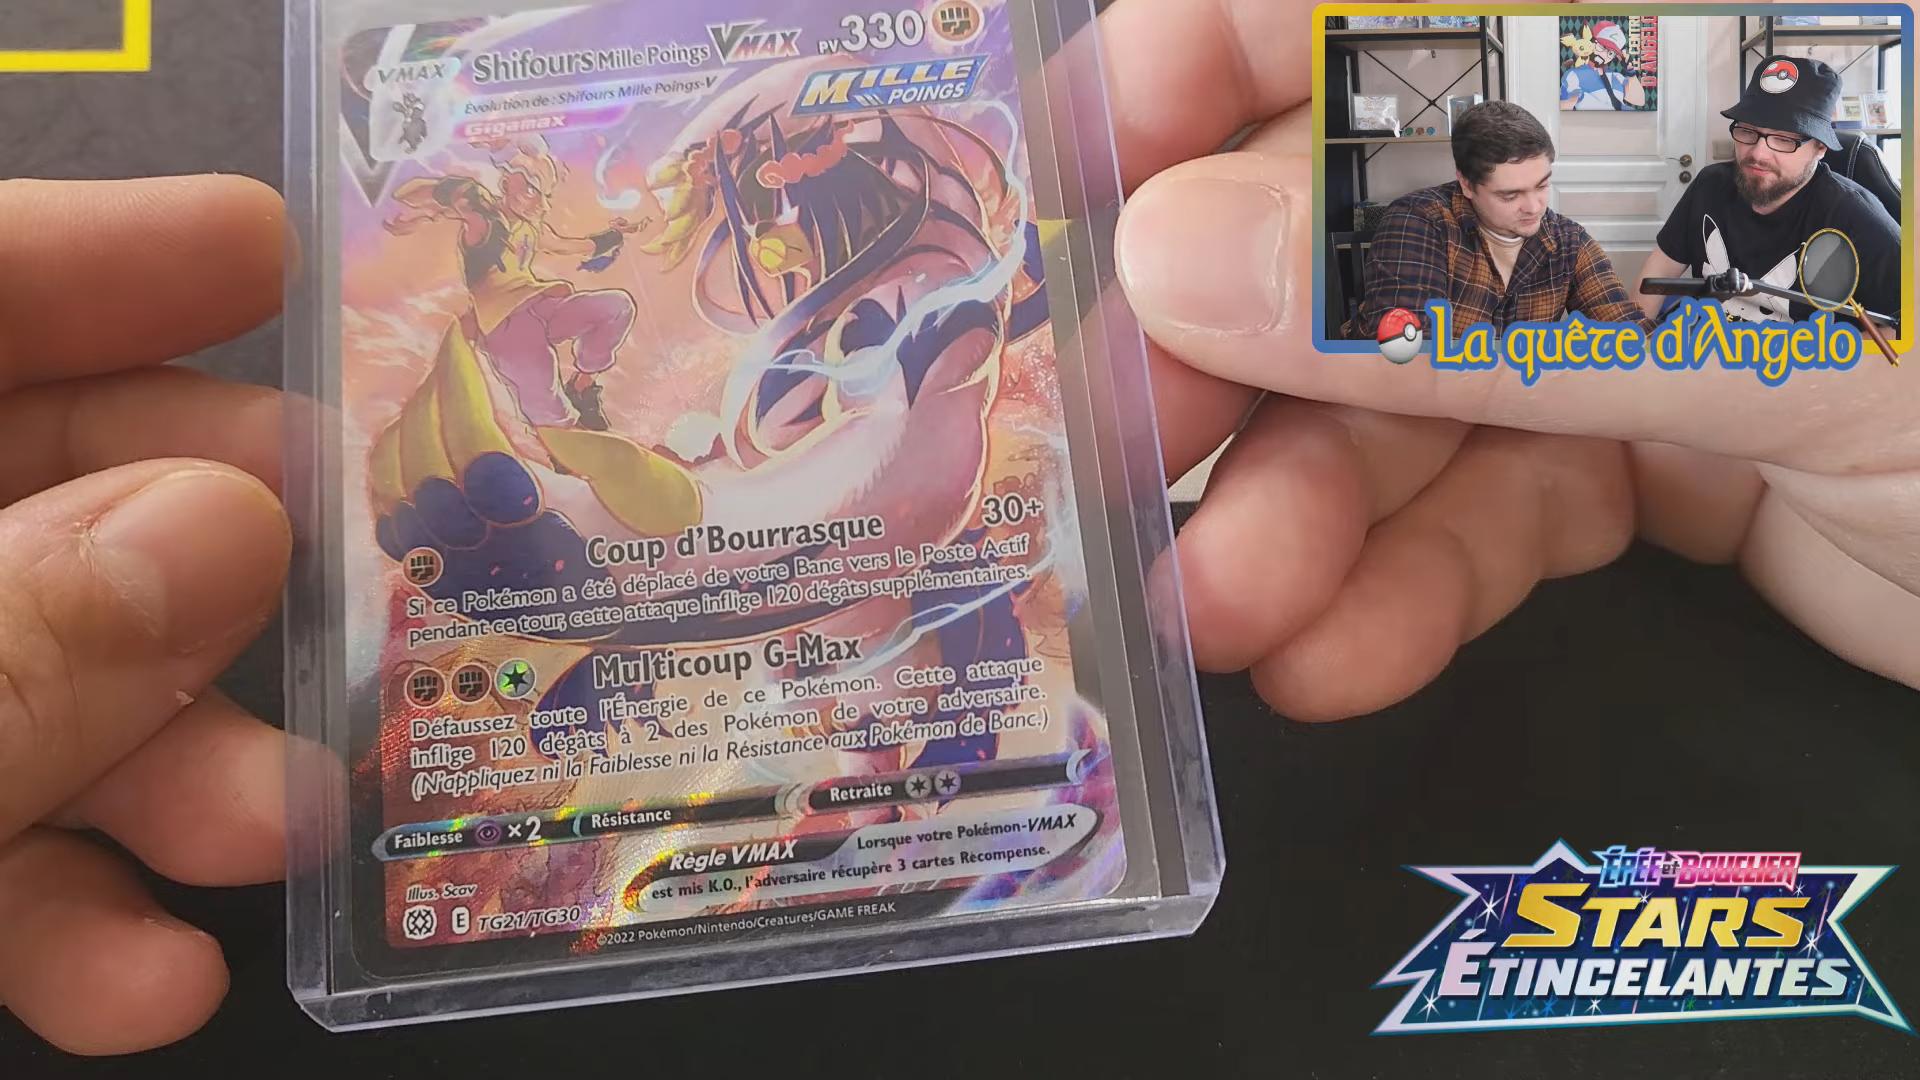 VMAX
Shifours Mille Poings VMAX PV330
Évolution de : Shifours Mille Poings-V
Gigamax
MILLE
POINGS
Coup d'Bourrasque 30+
Si ce Pokémon a été déplacé de votre Banc vers le Poste Actif
pendant ce tour, cette attaque inflige 120 dégâts supplémentaires.
Multicoup G-Max
Défaussez toute l'Énergie de ce Pokémon. Cette attaque
inflige 120 dégâts à 2 des Pokémon de votre adversaire.
(N'appliquez ni la Faiblesse ni la Résistance aux Pokémon de Banc.)
Faiblesse ×2 Résistance Retraite
Règle VMAX Lorsque votre Pokémon-VMAX
est mis K.O., l'adversaire récupère 3 cartes Récompense.
Illus. Scav
E TG21/TG30
©2022 Pokémon/Nintendo/Creatures/GAME FREAK
La quête d'Angelo
ÉPÉE et BOUCLIER
STARS
ÉTINCELANTES